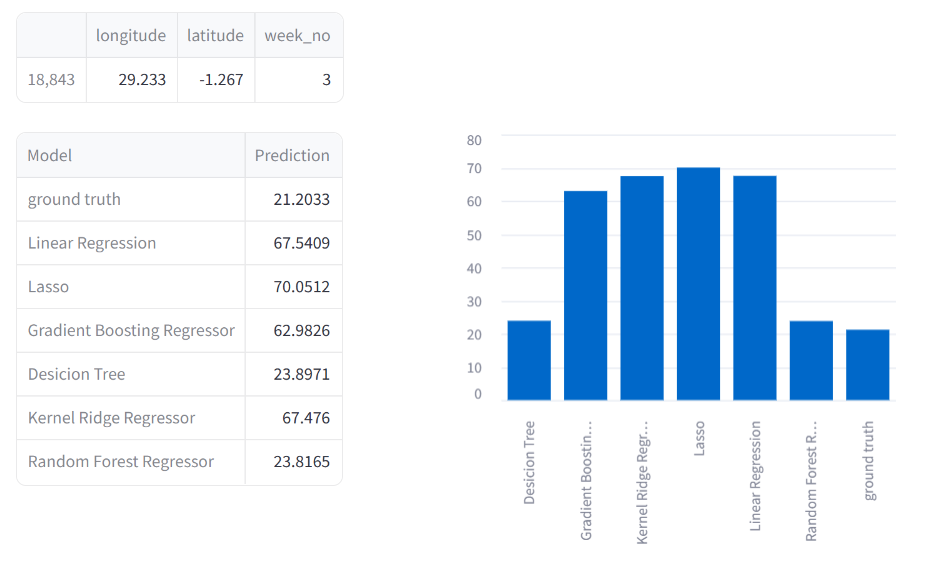 longitude latitude week_no
18,843 29.233 -1.267 3
Model Prediction
ground truth 21.2033
Linear Regression 67.5409
Lasso 70.0512
Gradient Boosting Regressor 62.9826
Desicion Tree 23.8971
Kernel Ridge Regressor 67.476
Random Forest Regressor 23.8165
80
70
60
50
40
30
20
10
0
Desicion Tree
Gradient Boostin...
Kernel Ridge Regr...
Lasso
Linear Regression
Random Forest R...
ground truth